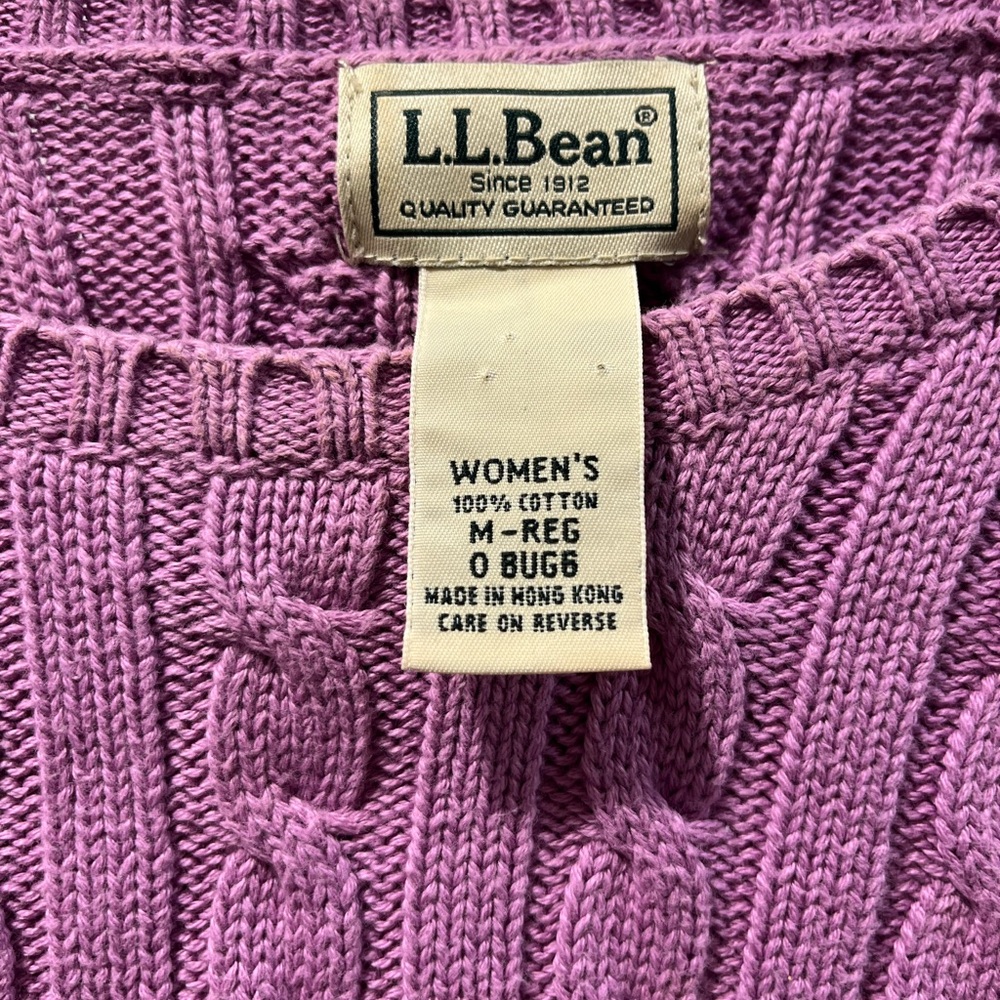 L.L.Bean®
Since 1912
QUALITY GUARANTEED
WOMEN'S
100% COTTON
M-REG
0 BUG6
MADE IN HONG KONG
CARE ON REVERSE